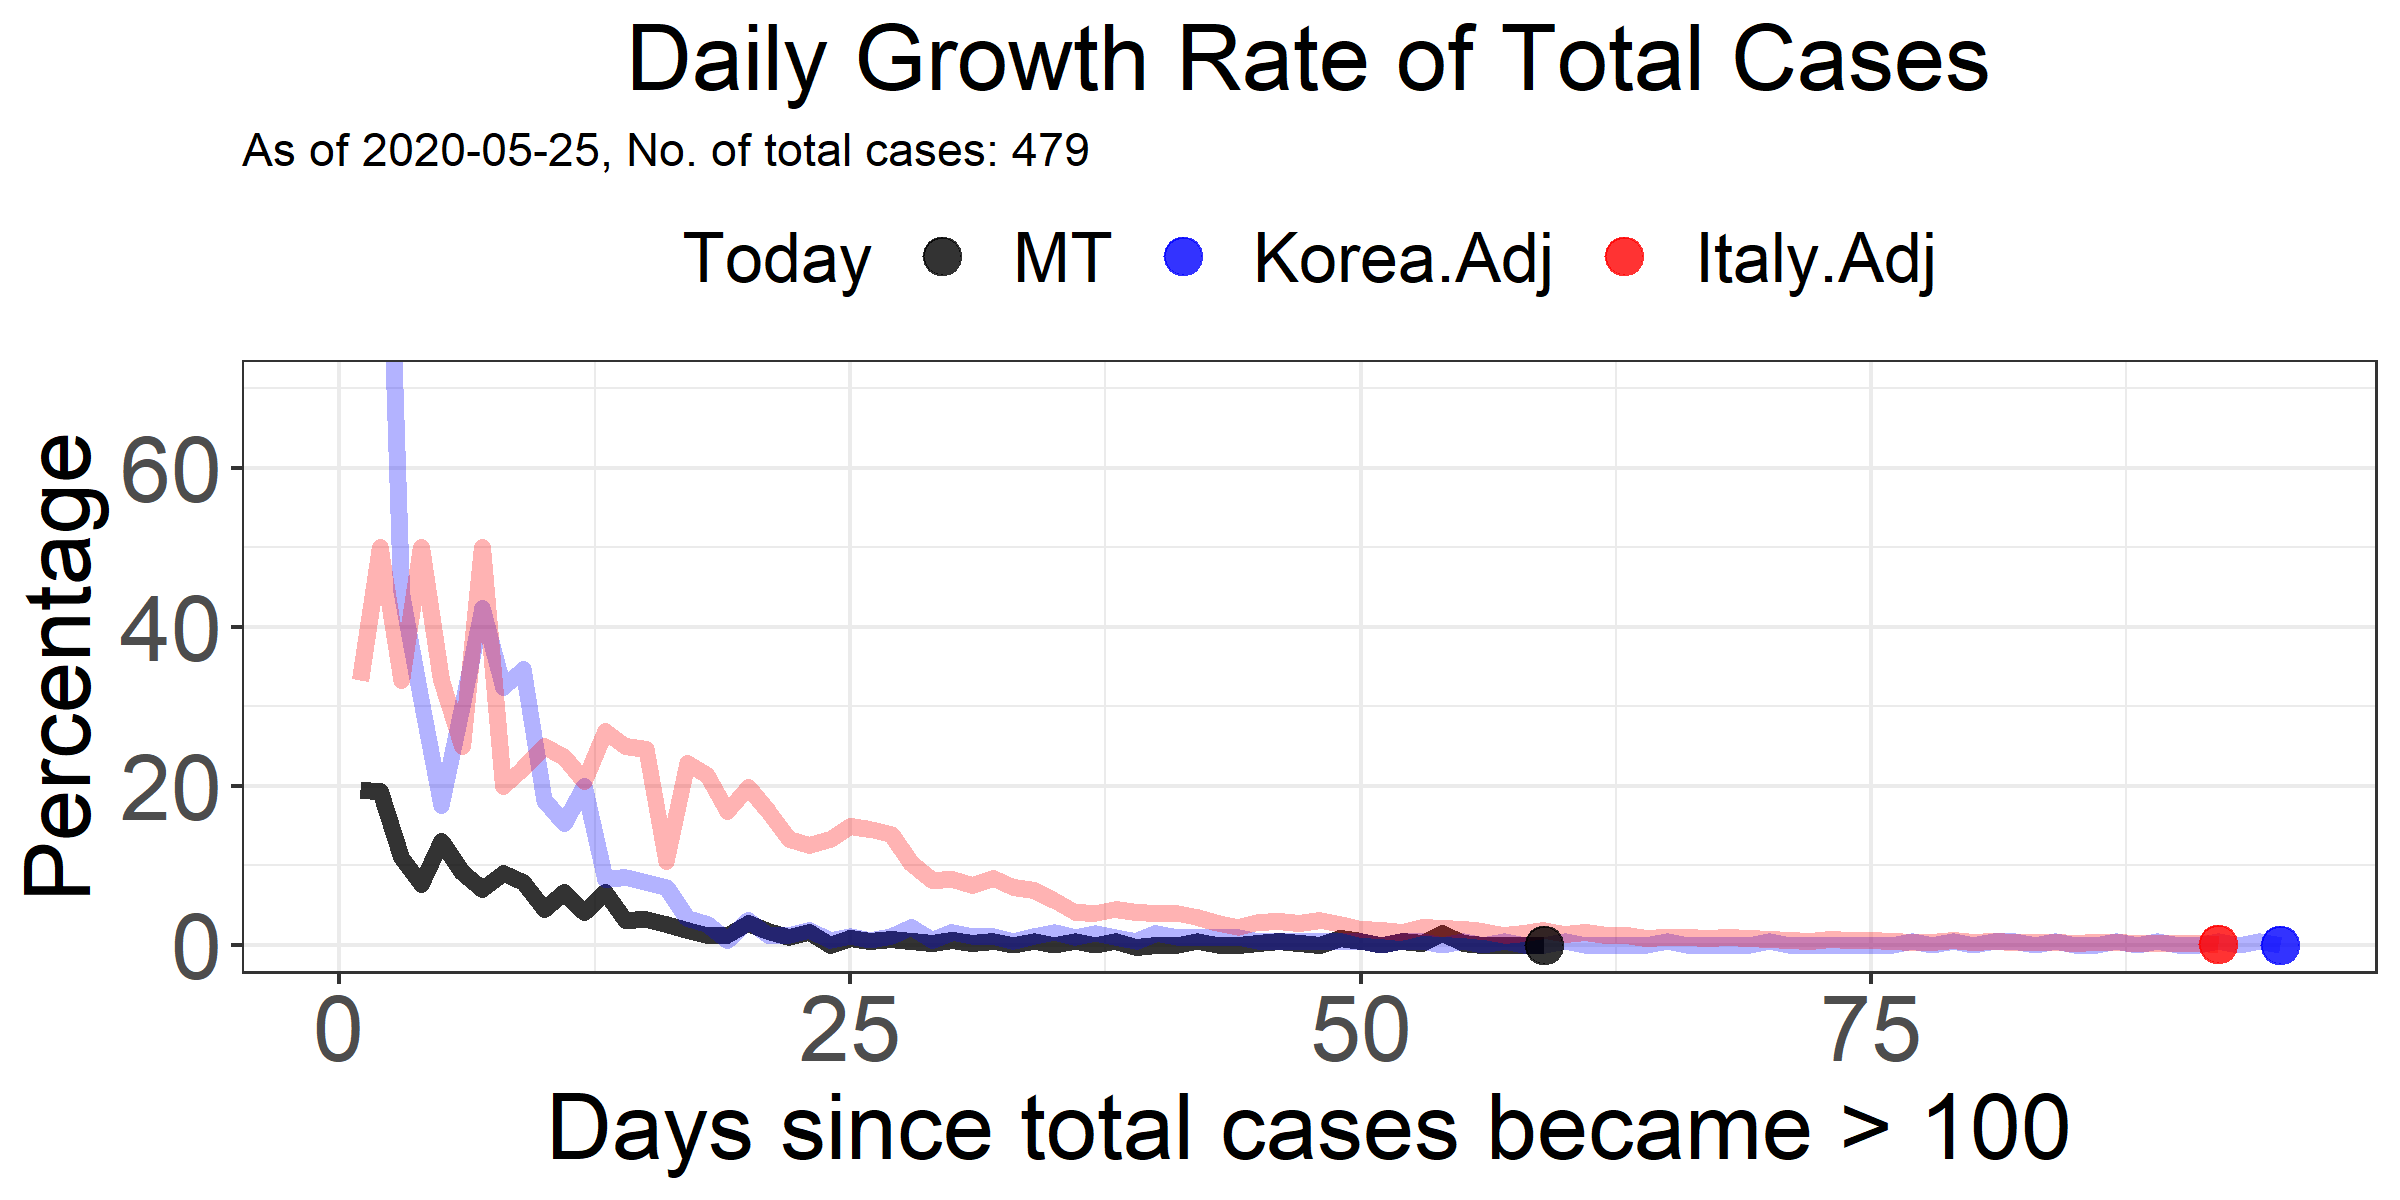 Daily Growth Rate of Total Cases
As of 2020-05-25, No. of total cases: 479
Today MT Korea.Adj Italy.Adj
Percentage
60
40
20
0
0 25 50 75
Days since total cases became > 100